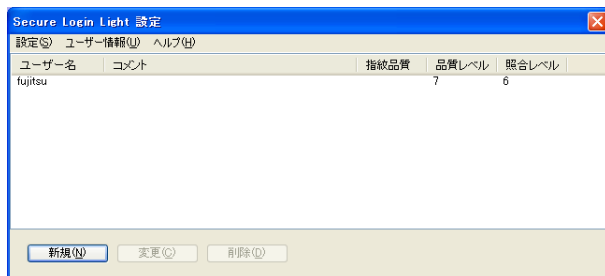 Secure Login Light 設定
設定(S) ユーザー情報(U) ヘルプ(H)
ユーザー名 コメント 指紋品質 品質レベル 照合レベル
fujitsu 7 6
新規(N) 変更(C) 削除(D)